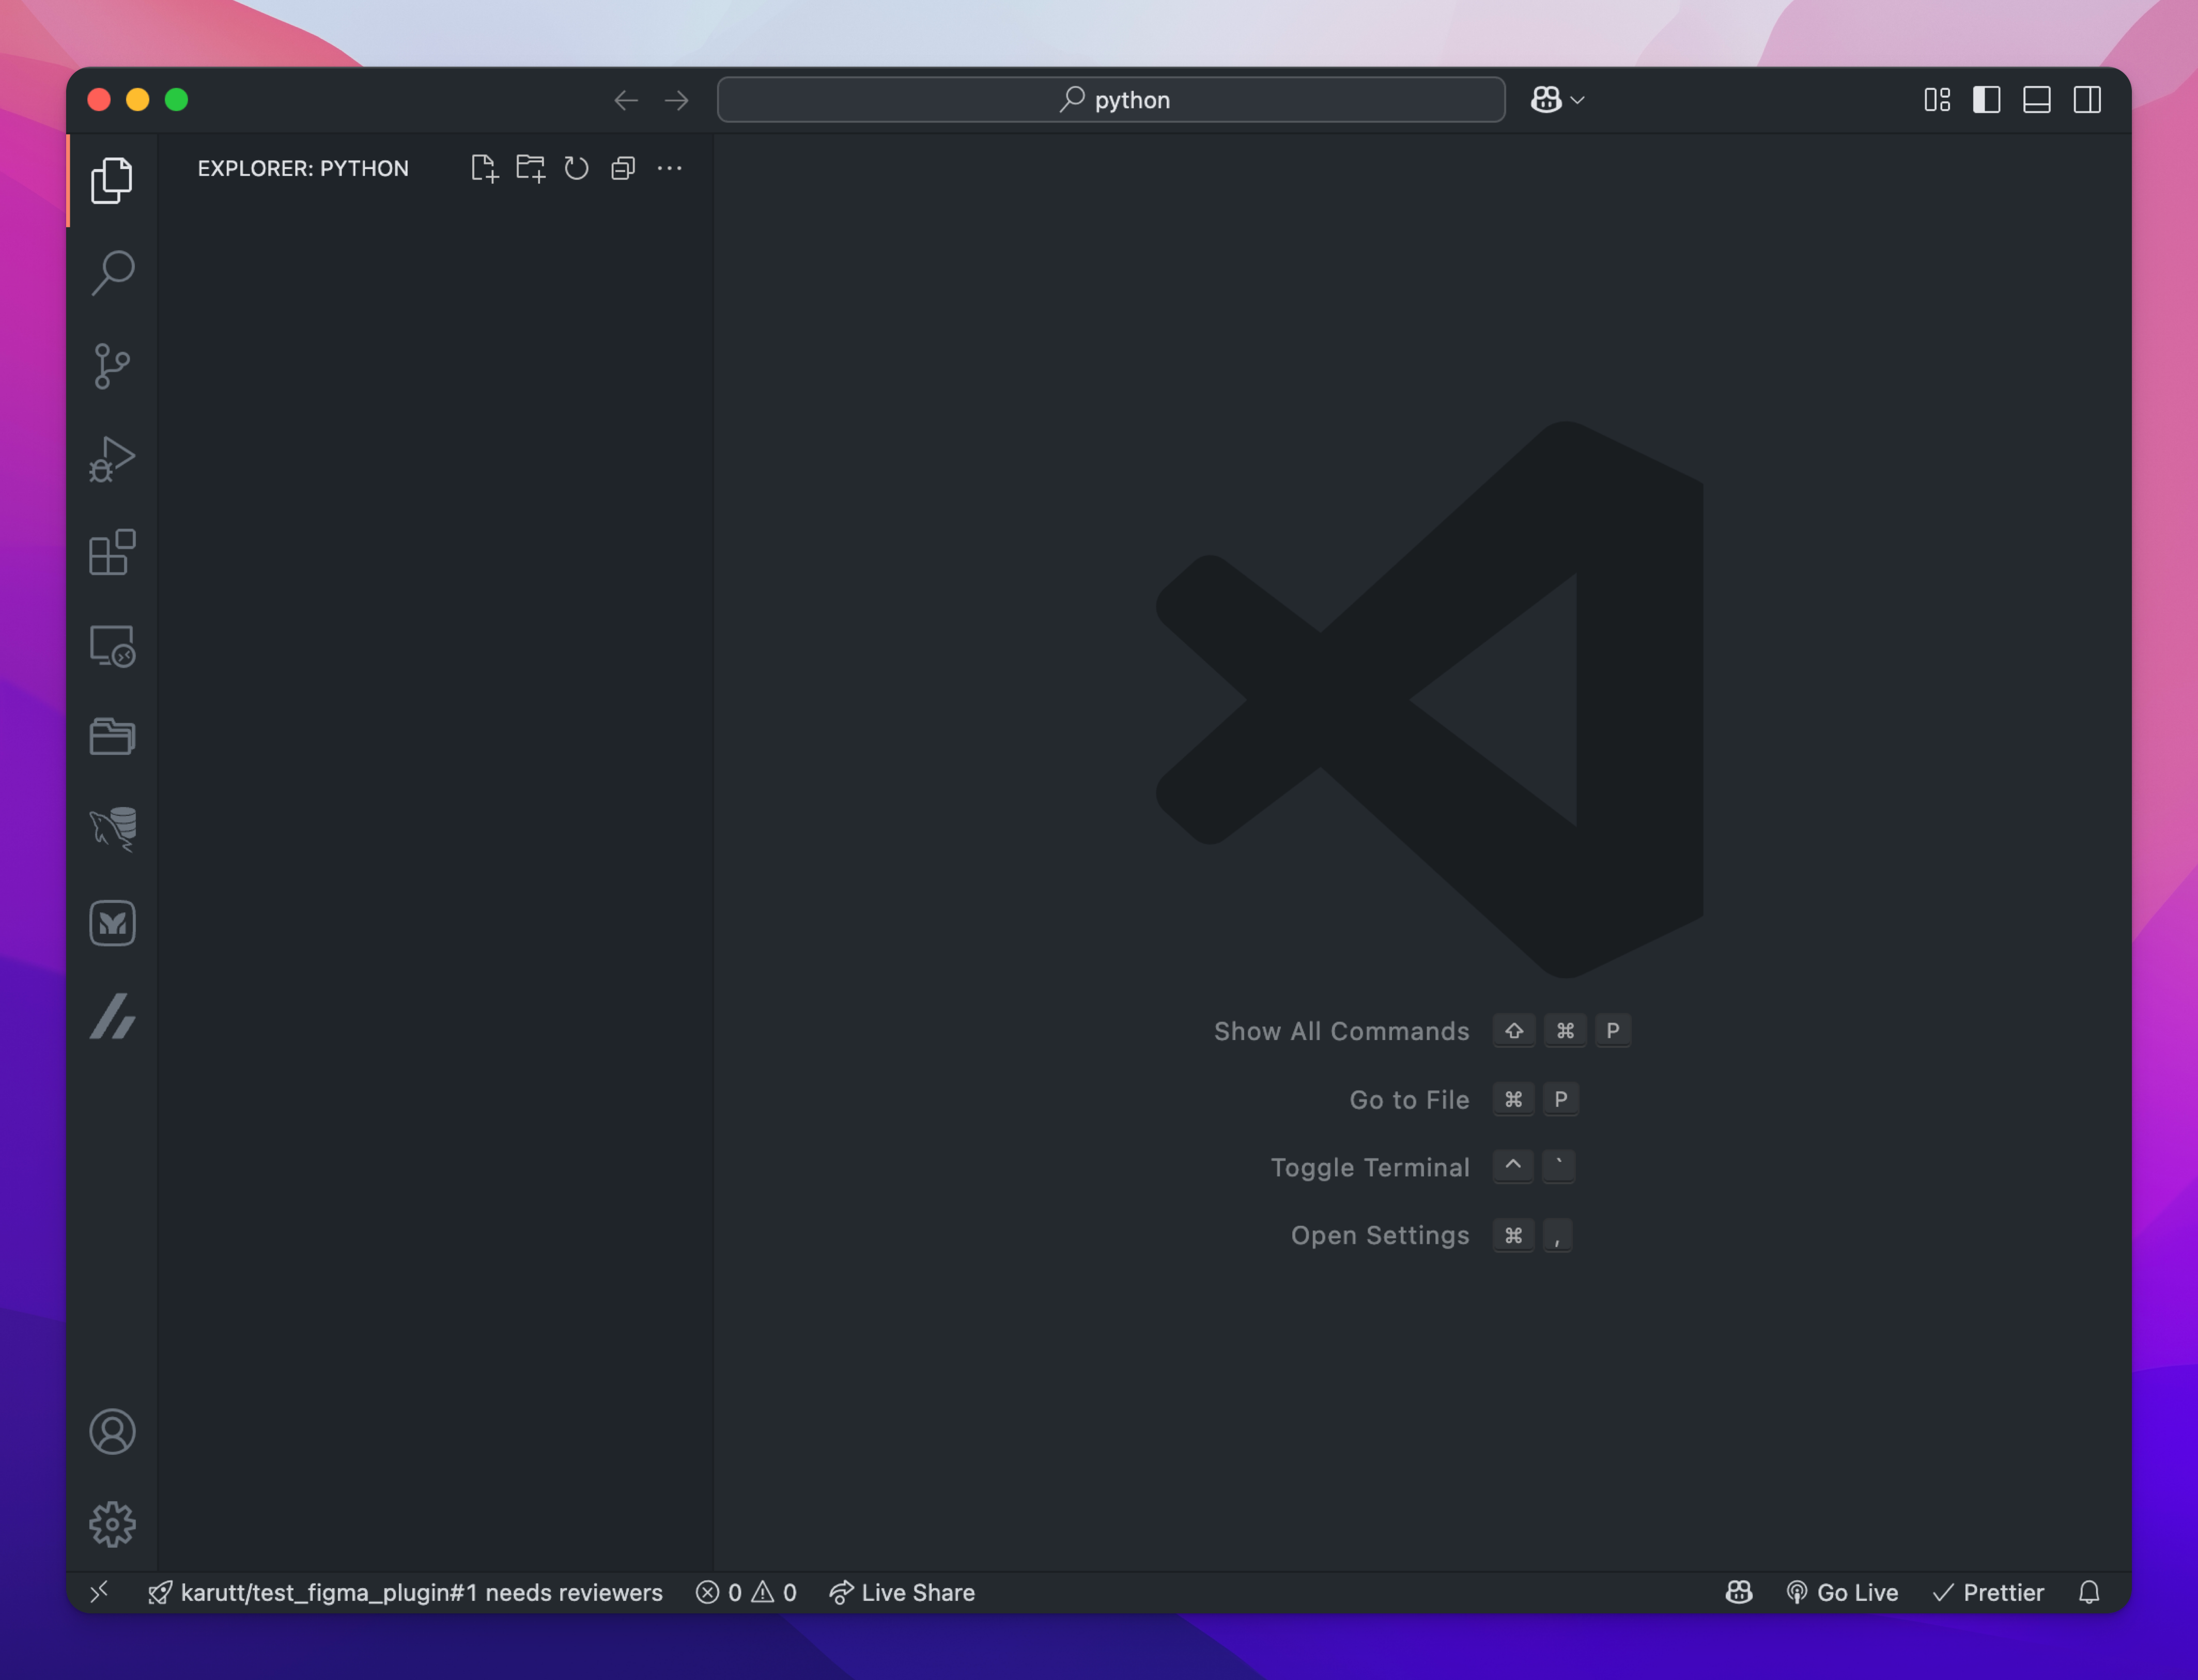 python
EXPLORER: PYTHON
Show All Commands ⇧ ⌘ P
Go to File ⌘ P
Toggle Terminal ^ `
Open Settings ⌘ ,
karutt/test_figma_plugin#1 needs reviewers 0 0 Live Share Go Live Prettier